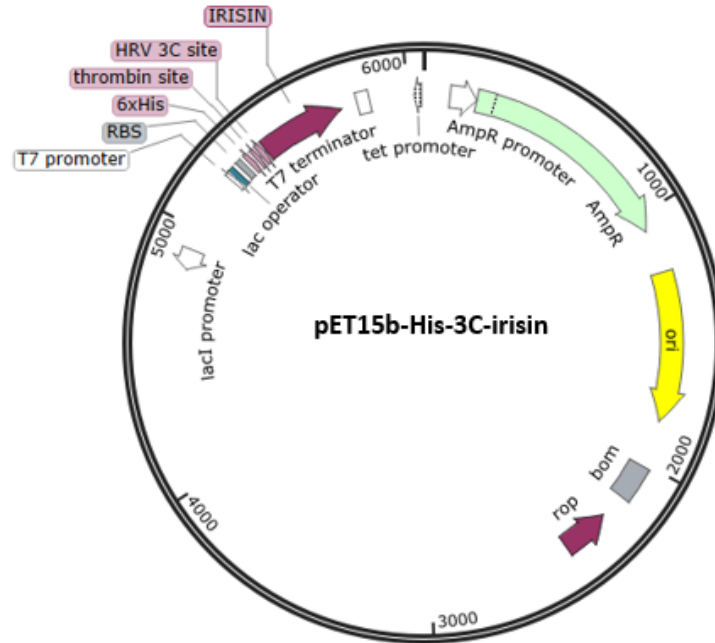 IRISIN
HRV 3C site
thrombin site
6xHis
RBS
T7 promoter
6000
T7 terminator
tet promoter
AmpR promoter
AmpR
1000
lac operator
5000
lacI promoter
pET15b-His-3C-irisin
ori
2000
bom
rop
4000
3000